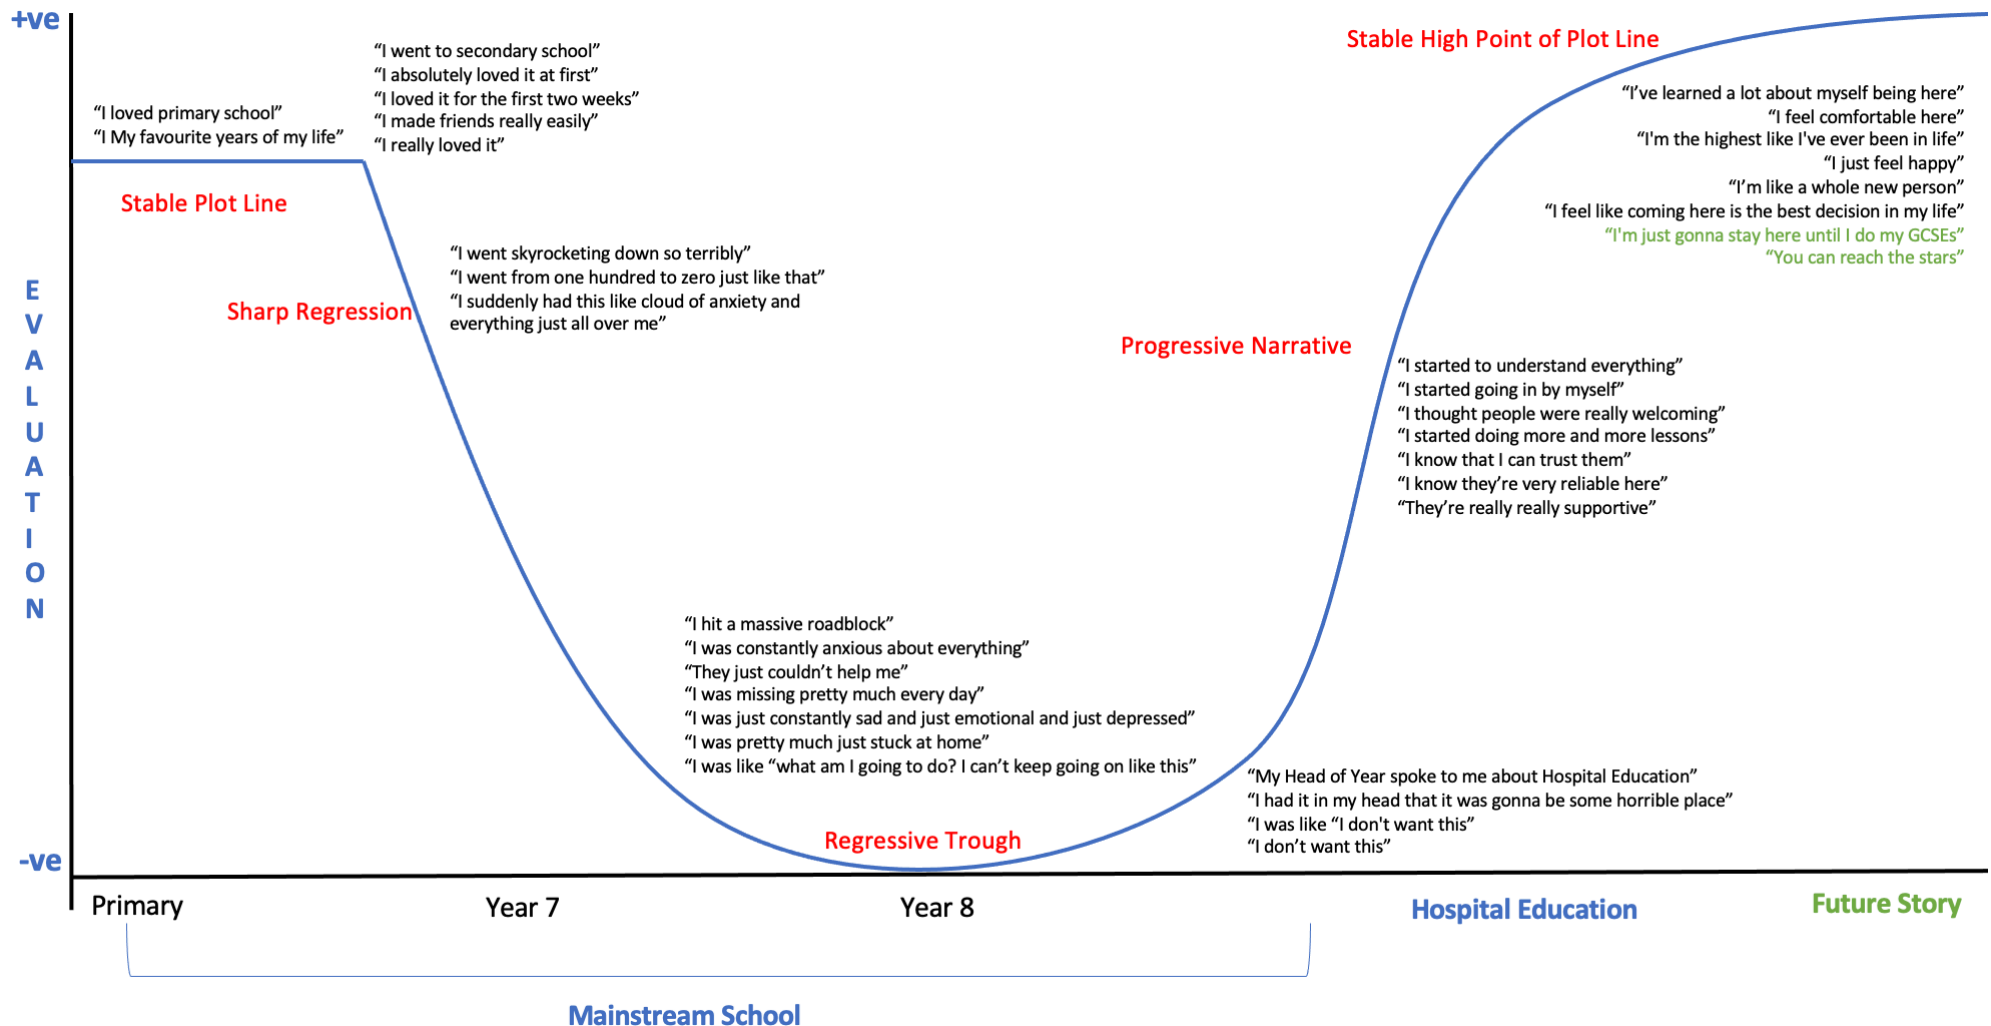 +ve
“I loved primary school”
“I My favourite years of my life”
“I went to secondary school”
“I absolutely loved it at first”
“I loved it for the first two weeks”
“I made friends really easily”
“I really loved it”
Stable High Point of Plot Line
“I’ve learned a lot about myself being here”
“I feel comfortable here”
“I'm the highest like I've ever been in life”
“I just feel happy”
“I’m like a whole new person”
“I feel like coming here is the best decision in my life”
“I'm just gonna stay here until I do my GCSEs”
“You can reach the stars”
Stable Plot Line
“I went skyrocketing down so terribly”
“I went from one hundred to zero just like that”
“I suddenly had this like cloud of anxiety and
everything just all over me”
Sharp Regression
E
V
A
L
U
A
T
I
O
N
Progressive Narrative
“I started to understand everything”
“I started going in by myself”
“I thought people were really welcoming”
“I started doing more and more lessons”
“I know that I can trust them”
“I know they’re very reliable here”
“They’re really really supportive”
“I hit a massive roadblock”
“I was constantly anxious about everything”
“They just couldn’t help me”
“I was missing pretty much every day”
“I was just constantly sad and just emotional and just depressed”
“I was pretty much just stuck at home”
“I was like “what am I going to do? I can’t keep going on like this”
“My Head of Year spoke to me about Hospital Education”
“I had it in my head that it was gonna be some horrible place”
“I was like “I don't want this”
“I don’t want this”
Regressive Trough
-ve
Primary
Year 7
Year 8
Hospital Education
Future Story
Mainstream School